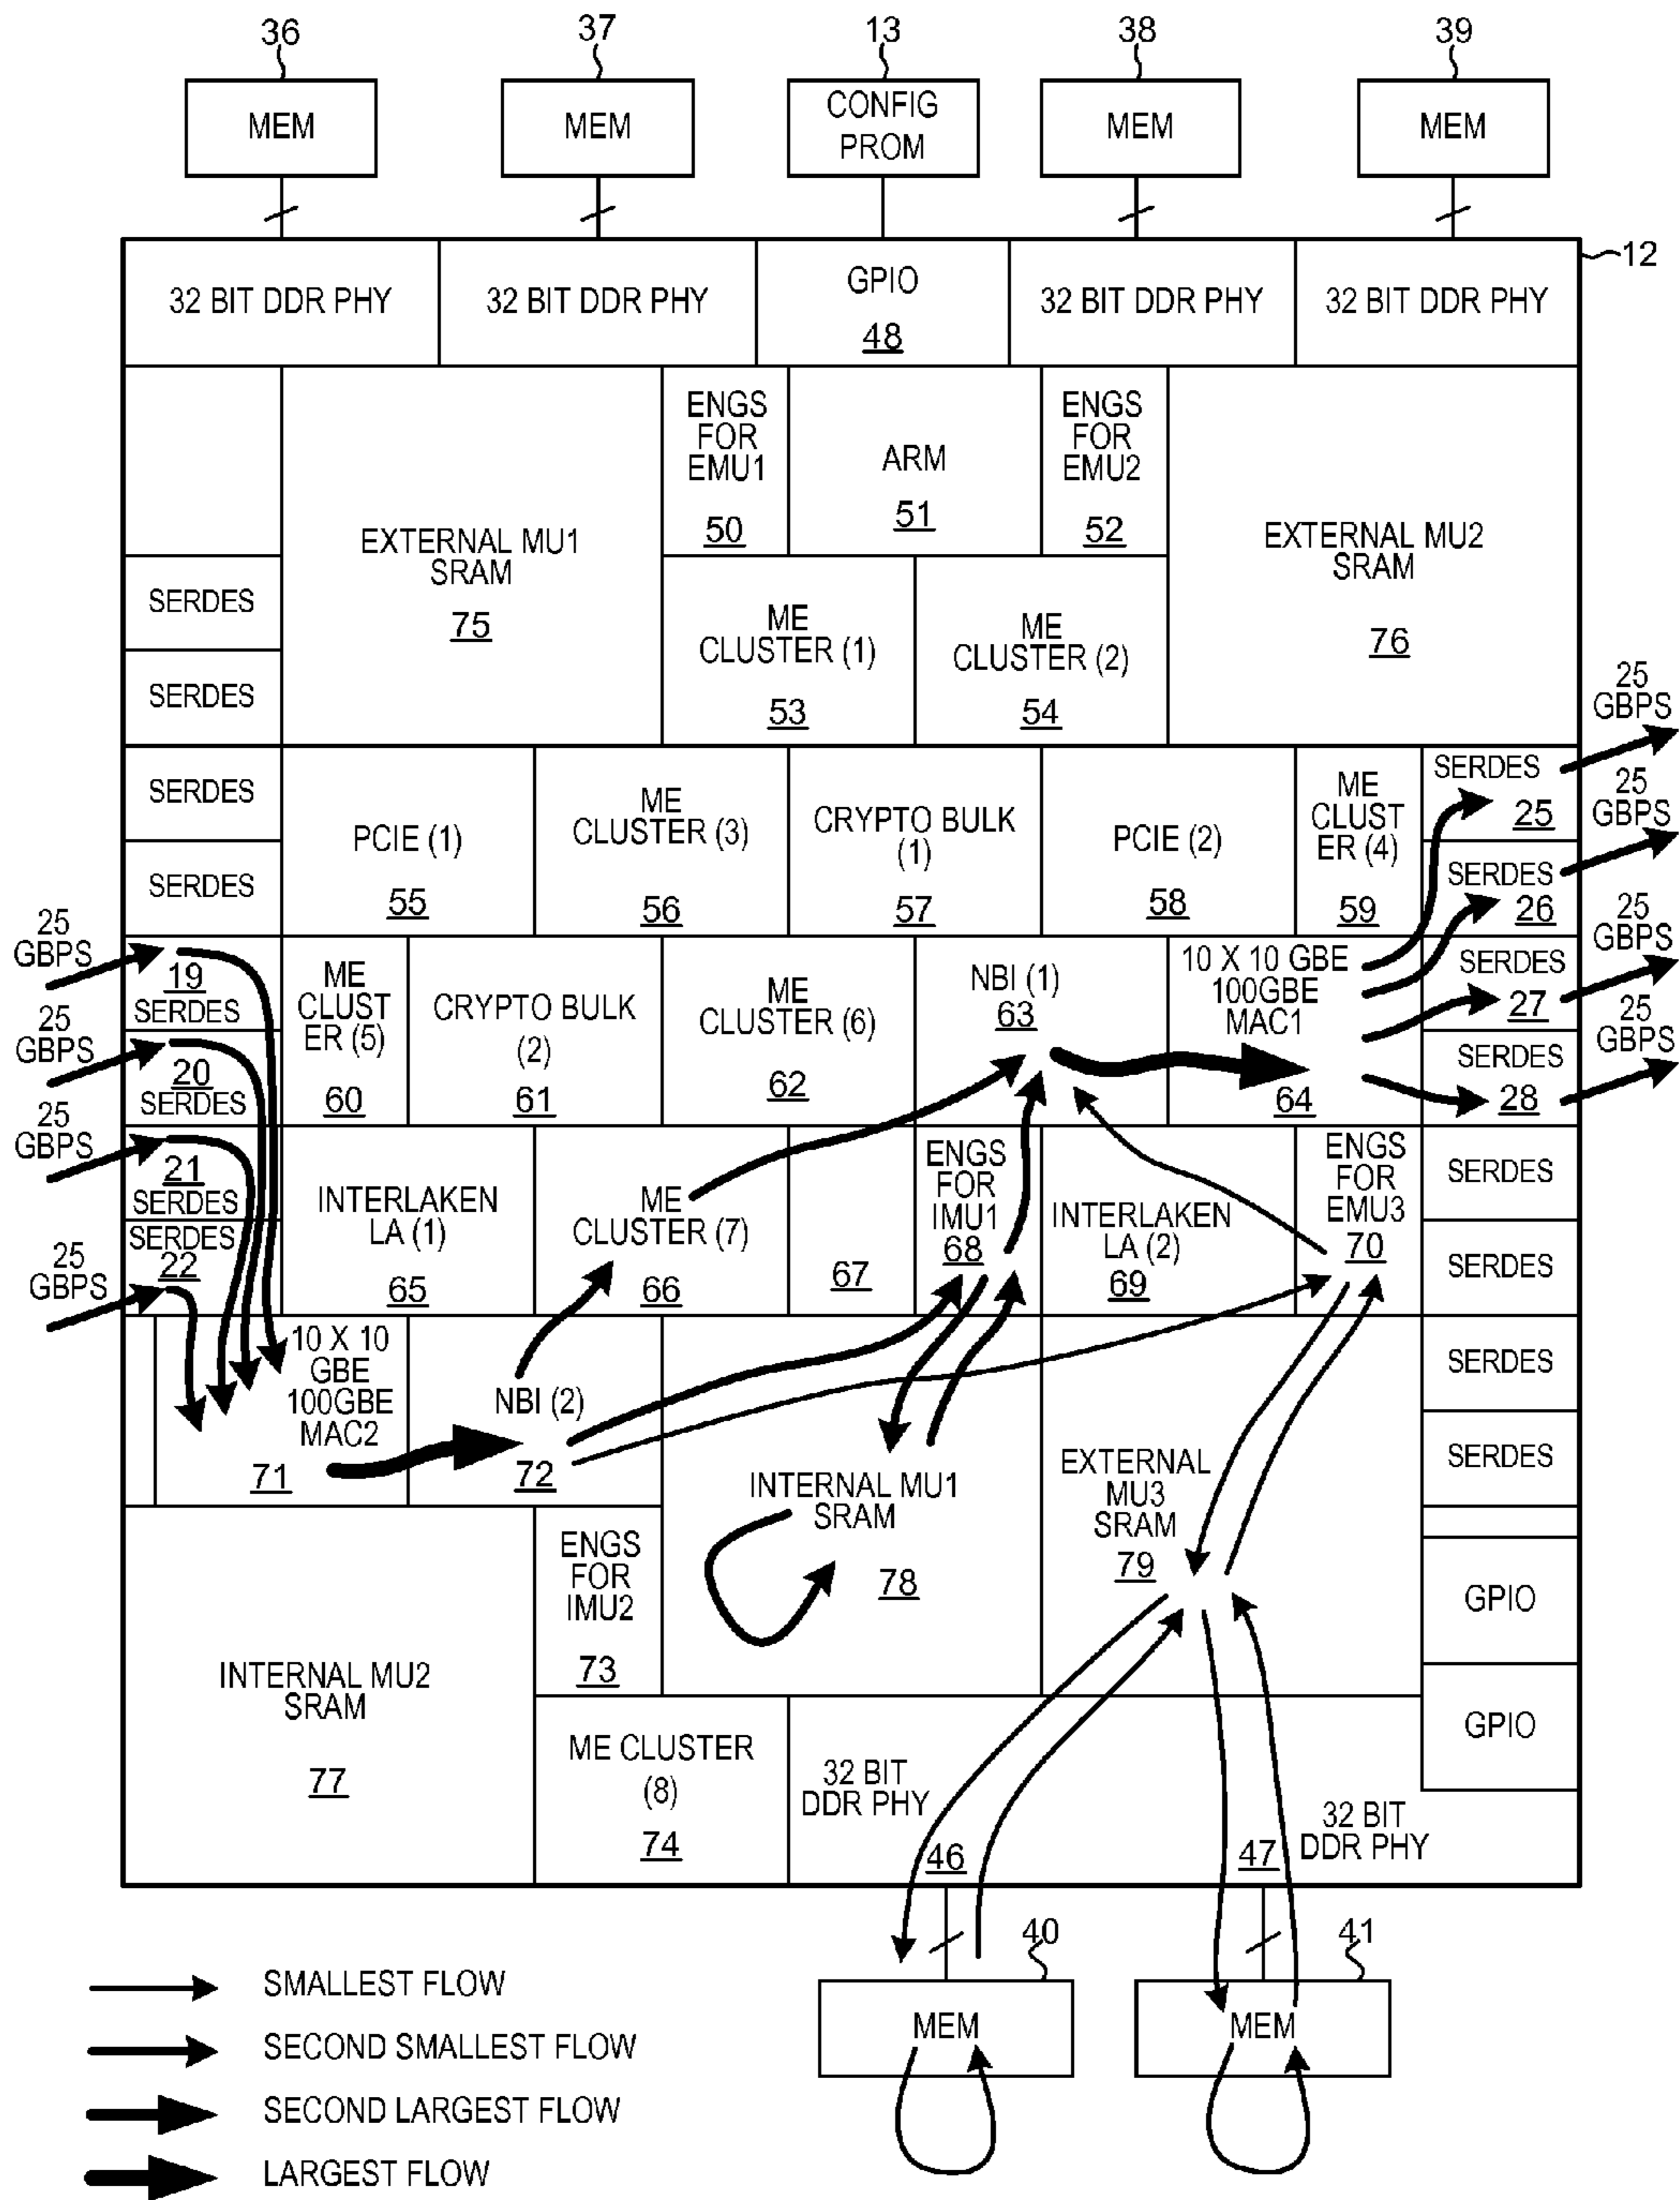 36
37
13
38
39
MEM
MEM
CONFIG
PROM
MEM
MEM
12
32 BIT DDR PHY
32 BIT DDR PHY
GPIO
48
32 BIT DDR PHY
32 BIT DDR PHY
EXTERNAL MU1
SRAM
75
ENGS
FOR
EMU1
50
ARM
51
ENGS
FOR
EMU2
52
EXTERNAL MU2
SRAM
76
SERDES
SERDES
ME
CLUSTER (1)
53
ME
CLUSTER (2)
54
25
GBPS
SERDES
SERDES
PCIE (1)
55
ME
CLUSTER (3)
56
CRYPTO BULK
(1)
57
PCIE (2)
58
ME
CLUST
ER (4)
59
SERDES
25
25
GBPS
SERDES
26
25
GBPS
25
GBPS
19
SERDES
25
GBPS
20
SERDES
ME
CLUST
ER (5)
60
CRYPTO BULK
(2)
61
ME
CLUSTER (6)
62
NBI (1)
63
10 X 10 GBE
100GBE
MAC1
64
SERDES
27
25
GBPS
SERDES
28
25
GBPS
21
SERDES
25
GBPS
SERDES
22
INTERLAKEN
LA (1)
65
ME
CLUSTER (7)
66
67
ENGS
FOR
IMU1
68
INTERLAKEN
LA (2)
69
ENGS
FOR
EMU3
70
SERDES
SERDES
10 X 10
GBE
100GBE
MAC2
71
NBI (2)
72
INTERNAL MU1
SRAM
78
EXTERNAL
MU3
SRAM
79
SERDES
SERDES
INTERNAL MU2
SRAM
77
ENGS
FOR
IMU2
73
GPIO
GPIO
ME CLUSTER
(8)
74
32 BIT
DDR PHY
46
47
32 BIT
DDR PHY
40
41
MEM
MEM
SMALLEST FLOW
SECOND SMALLEST FLOW
SECOND LARGEST FLOW
LARGEST FLOW